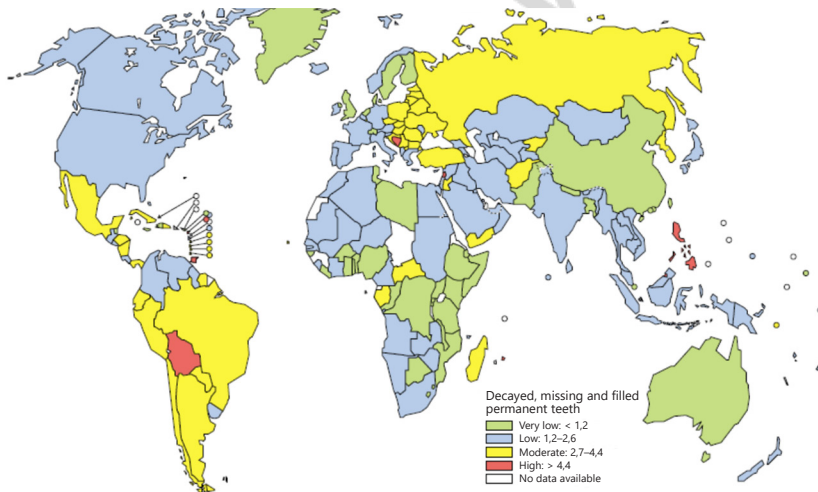 Decayed, missing and filled
permanent teeth
Very low: < 1,2
Low: 1,2–2,6
Moderate: 2,7–4,4
High: > 4,4
No data available